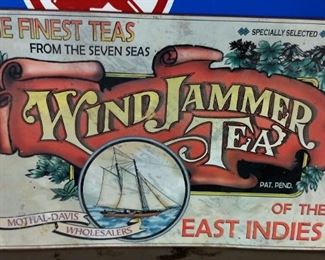 E FINEST TEAS
FROM THE SEVEN SEAS
SPECIALLY SELECTED
WIND JAMMER
TEA
PAT. PEND.
MOTHAL-DAVIS
WHOLESALERS
OF THE
EAST INDIES